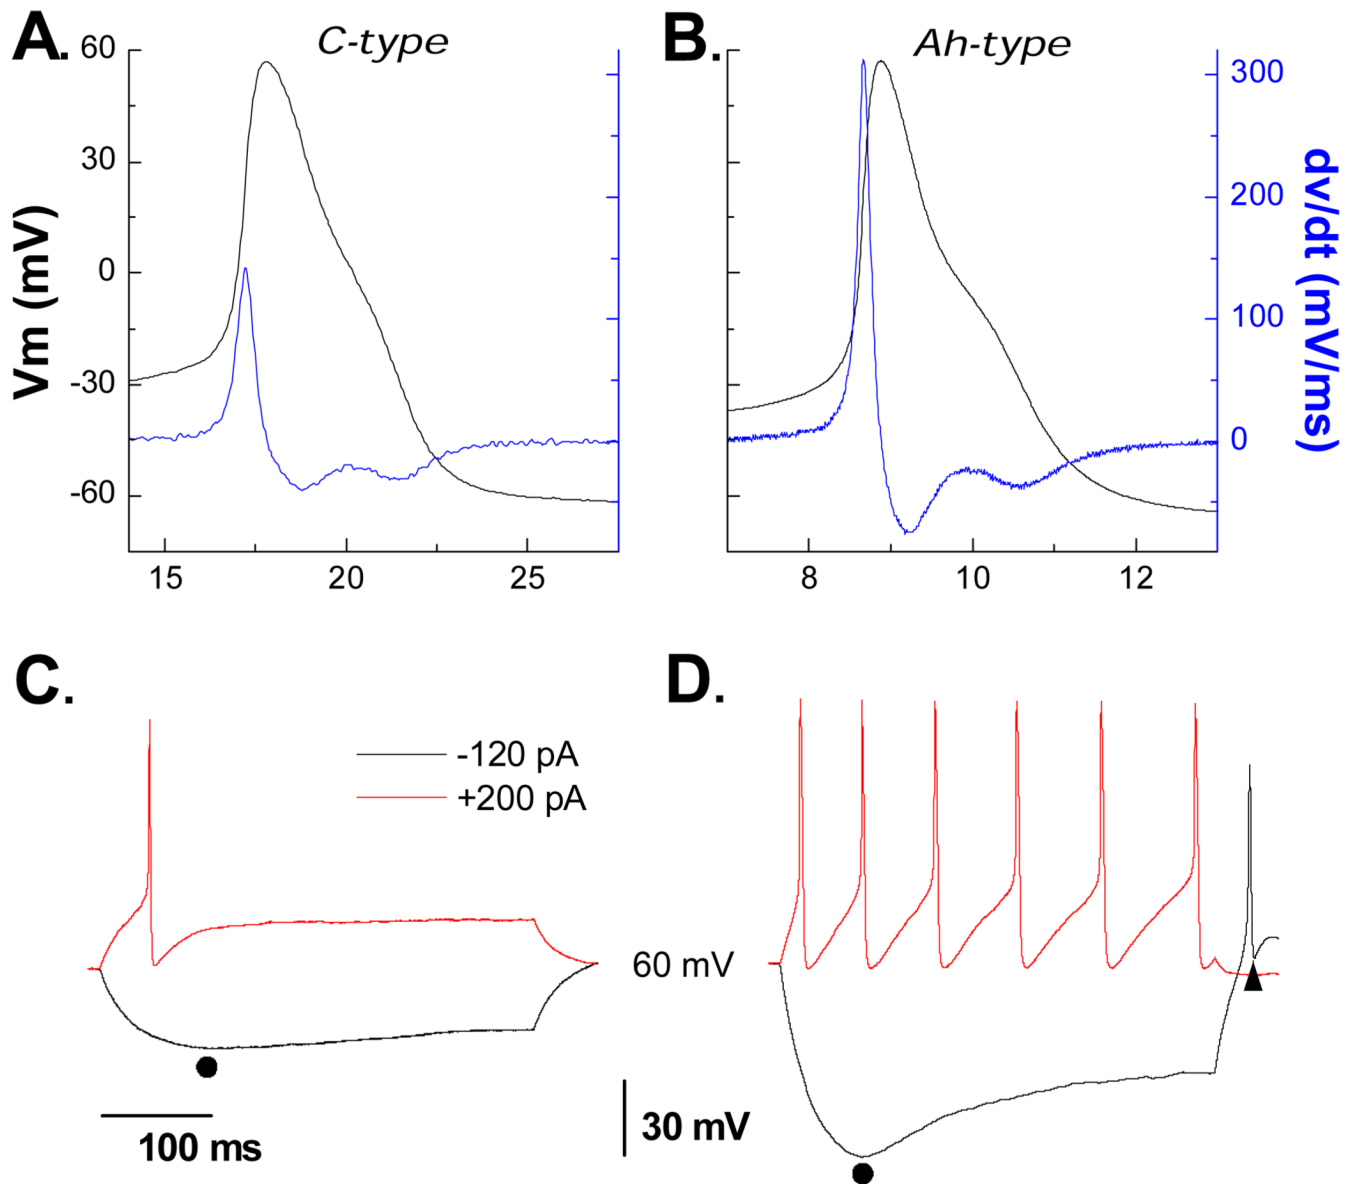 A.
C-type
B.
Ah-type
60
30
0
-30
-60
Vm (mV)
15
20
25
300
200
100
0
dv/dt (mV/ms)
8
10
12
C.
D.
-120 pA
+200 pA
60 mV
100 ms
30 mV